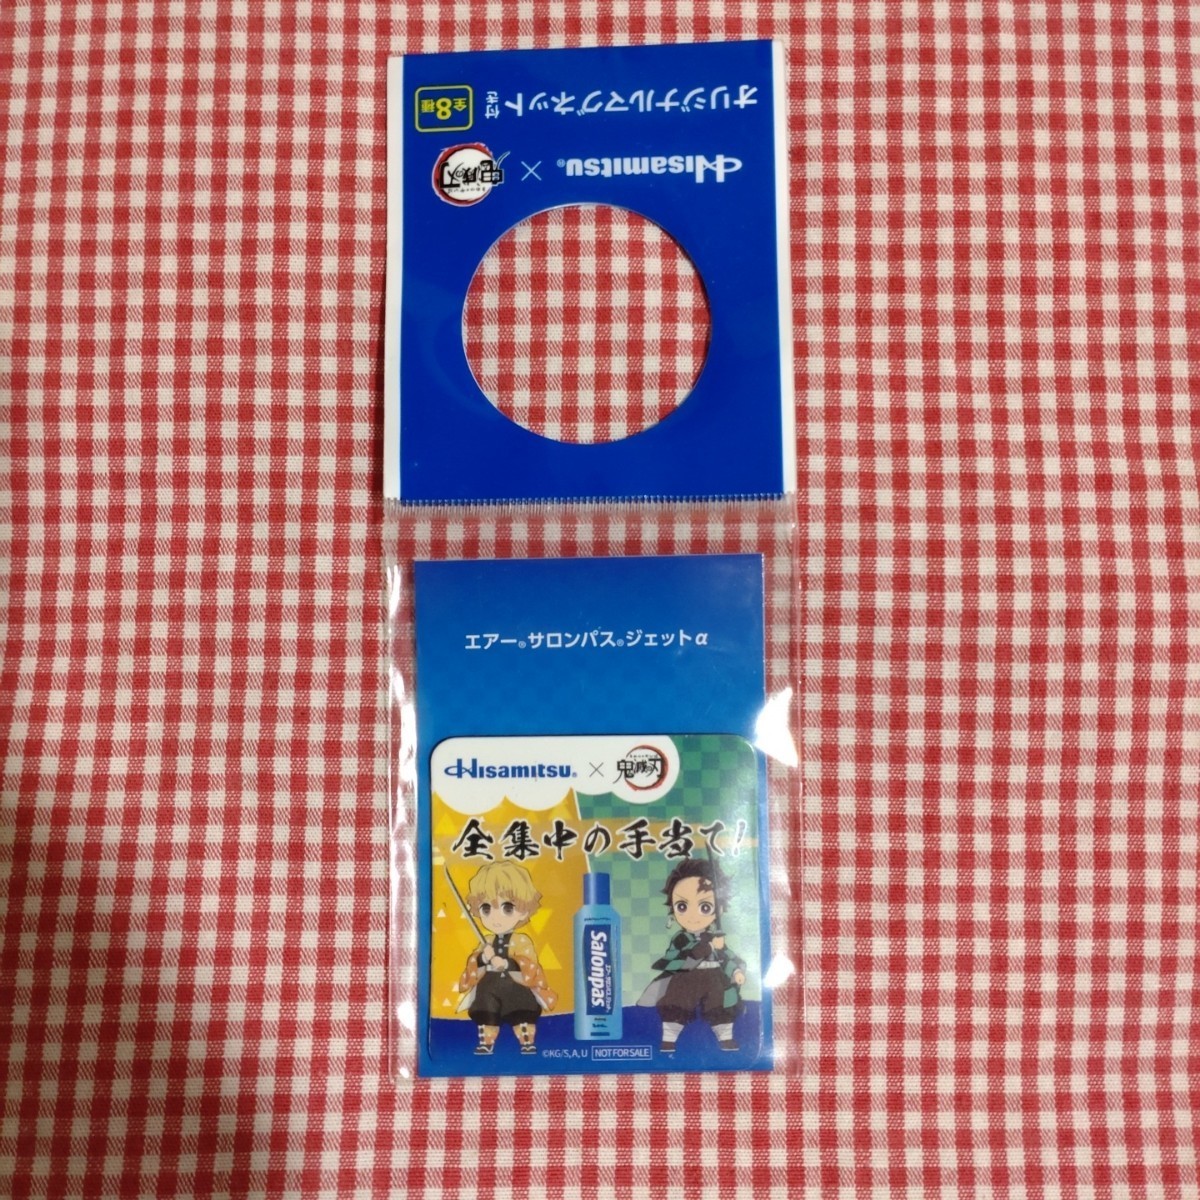 オリジナルマグネット付き 全8種
Hisamitsu® × 鬼滅の刃
エアー®サロンパス®ジェットα
Hisamitsu® × 鬼滅の刃
全集中の手当て!
Salonpas
©KG/S,A,U NOT FOR SALE